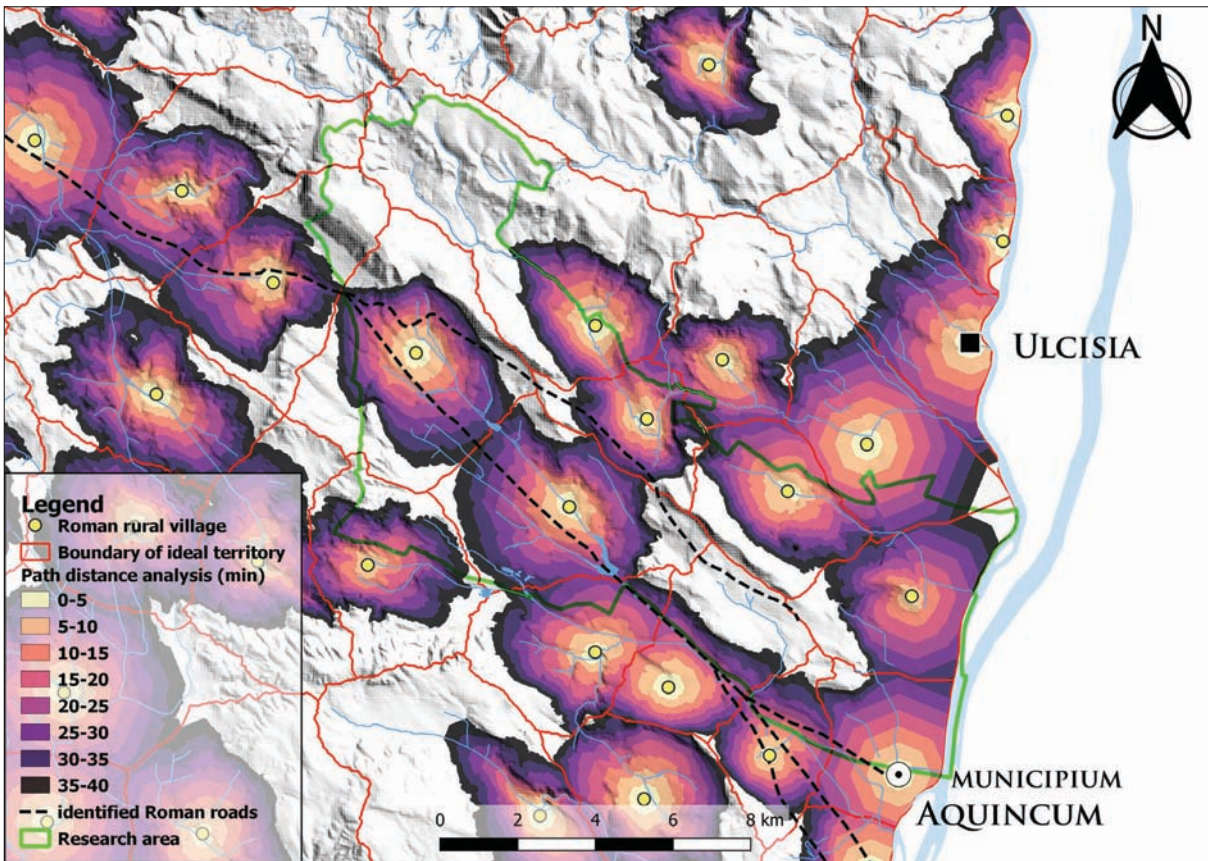 N
ULCISIA
MUNICIPIUM
AQUINCUM
Legend
Roman rural village
Boundary of ideal territory
Path distance analysis (min)
0-5
5-10
10-15
15-20
20-25
25-30
30-35
35-40
identified Roman roads
Research area
0 2 4 6 8 km